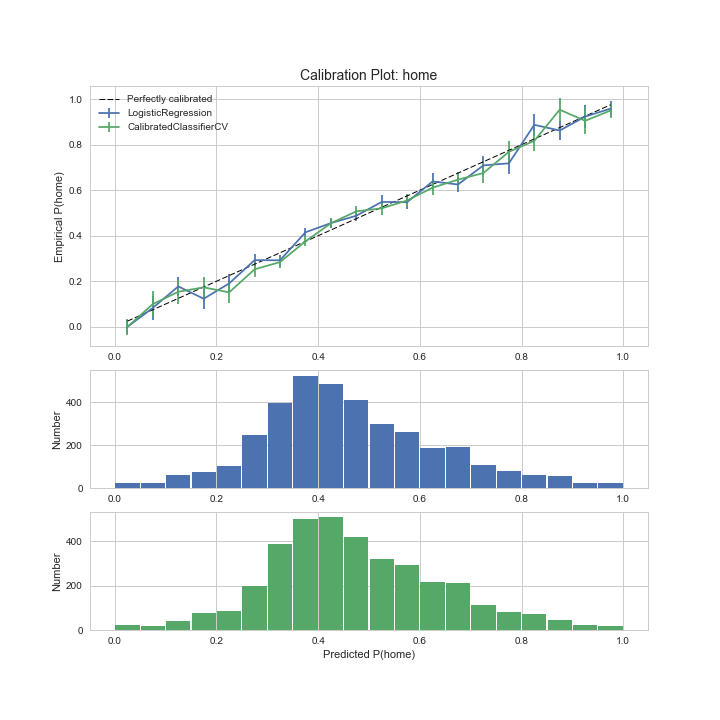 Calibration Plot: home
Perfectly calibrated
LogisticRegression
CalibratedClassifierCV
Empirical P(home)
1.0
0.8
0.6
0.4
0.2
0.0
0.0 0.2 0.4 0.6 0.8 1.0
Number
400
200
0
0.0 0.2 0.4 0.6 0.8 1.0
Number
400
200
0
0.0 0.2 0.4 0.6 0.8 1.0
Predicted P(home)